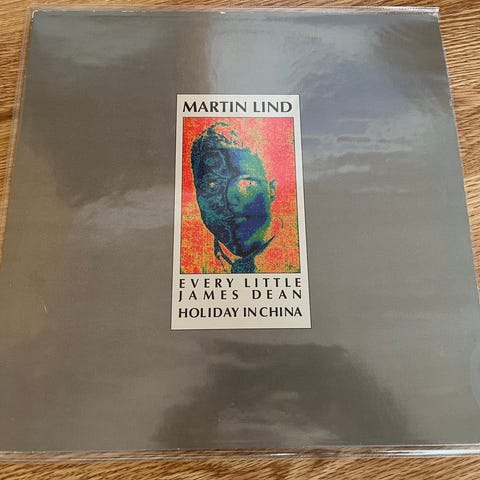 MARTIN LIND
EVERY LITTLE
JAMES DEAN
HOLIDAY IN CHINA